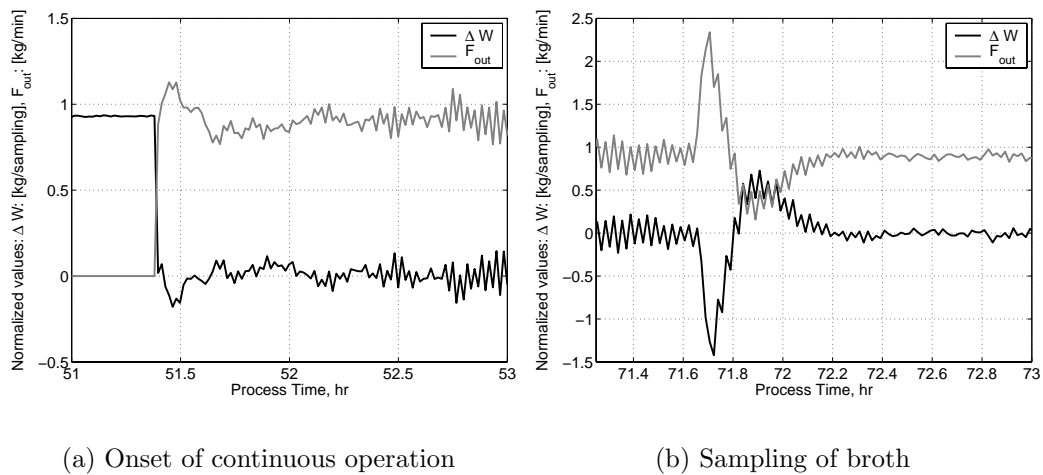 Normalized values: Δ W: [kg/sampling], F_out: [kg/min]
1.5
1
0.5
0
−0.5
Δ W
F_out
51
51.5
52
52.5
53
Process Time, hr
(a) Onset of continuous operation
Normalized values: Δ W: [kg/sampling], F_out: [kg/min]
2.5
2
1.5
1
0.5
0
−0.5
−1
−1.5
Δ W
F_out
71.4
71.6
71.8
72
72.2
72.4
72.6
72.8
73
Process Time, hr
(b) Sampling of broth